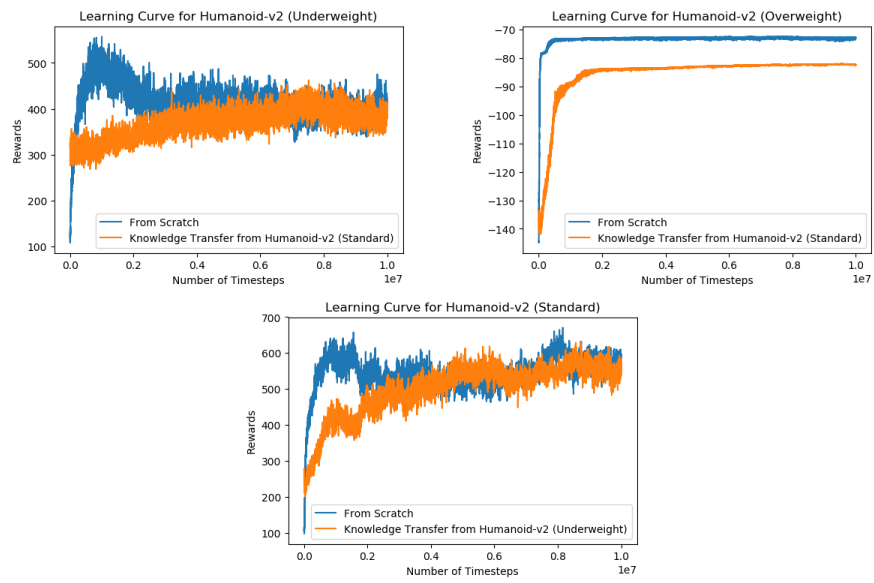 Learning Curve for Humanoid-v2 (Underweight)
500
400
300
200
100
Rewards
From Scratch
Knowledge Transfer from Humanoid-v2 (Standard)
0.0 0.2 0.4 0.6 0.8 1.0
1e7
Number of Timesteps
Learning Curve for Humanoid-v2 (Overweight)
−70
−80
−90
−100
−110
−120
−130
−140
Rewards
From Scratch
Knowledge Transfer from Humanoid-v2 (Standard)
0.0 0.2 0.4 0.6 0.8 1.0
1e7
Number of Timesteps
Learning Curve for Humanoid-v2 (Standard)
700
600
500
400
300
200
100
Rewards
From Scratch
Knowledge Transfer from Humanoid-v2 (Underweight)
0.0 0.2 0.4 0.6 0.8 1.0
1e7
Number of Timesteps